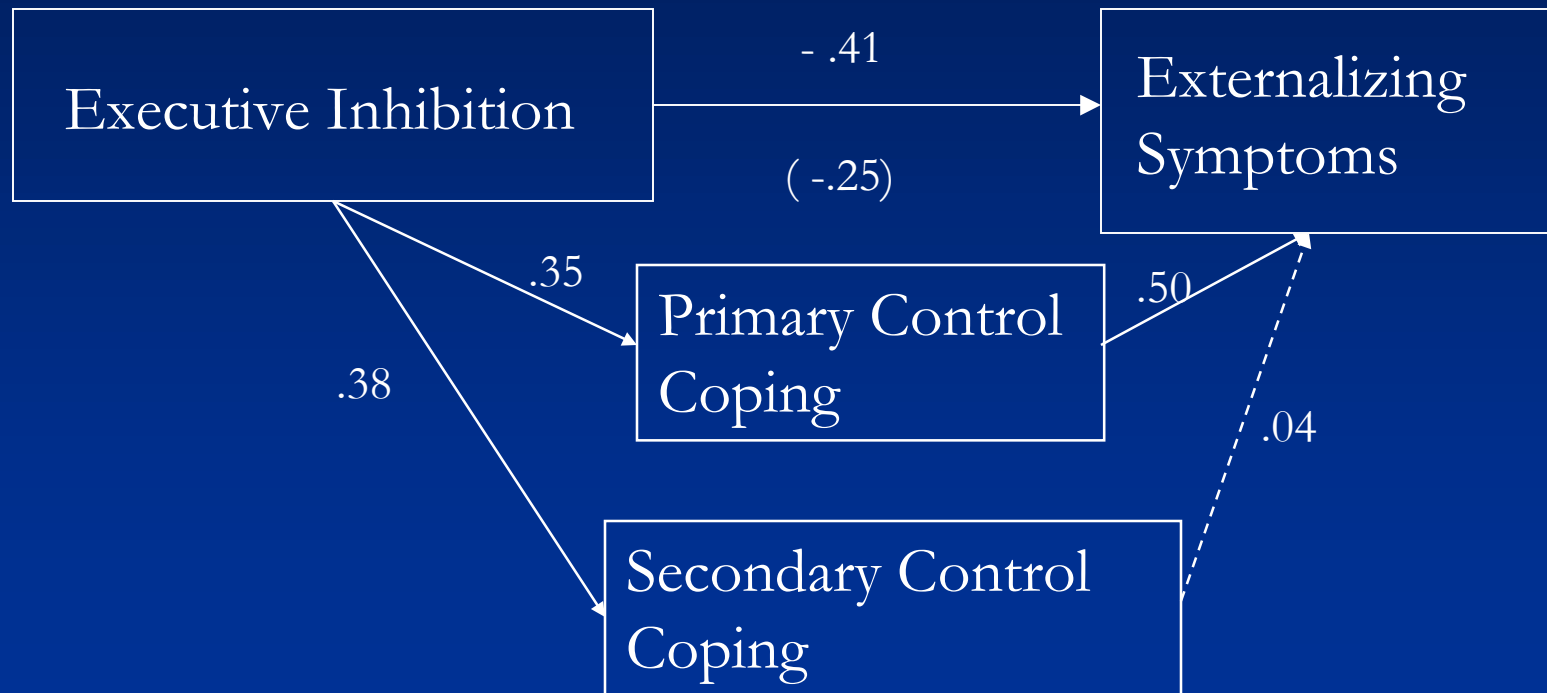 Executive Inhibition
- .41
( -.25)
Externalizing
Symptoms
.35
Primary Control
Coping
.50
.38
.04
Secondary Control
Coping